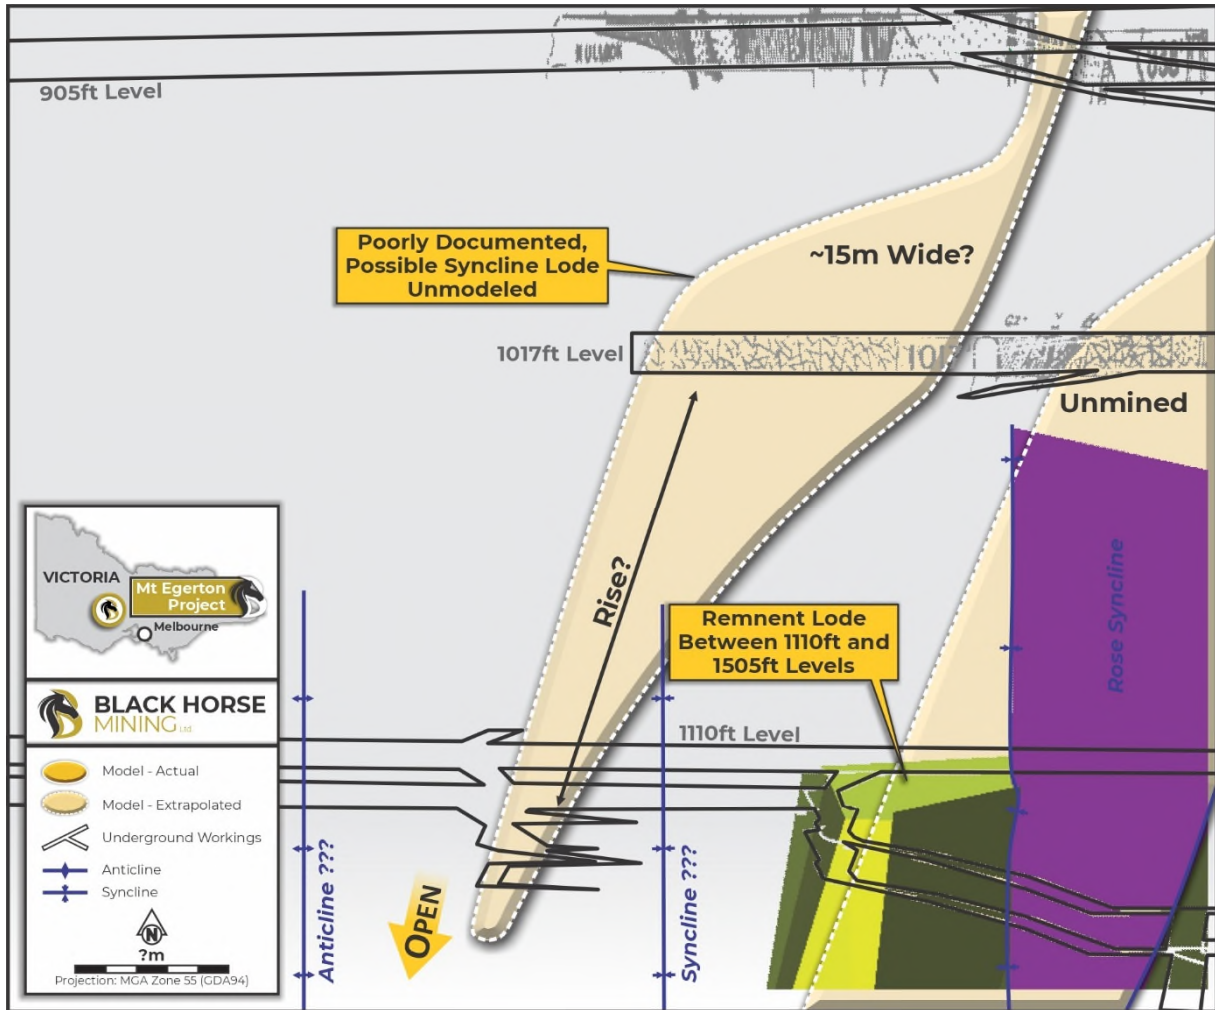 905ft Level
Poorly Documented,
Possible Syncline Lode
Unmodeled
~15m Wide?
1017ft Level
Unmined
Rise?
Rose Syncline
Remnent Lode
Between 1110ft and
1505ft Levels
1110ft Level
OPEN
Anticline ???
Syncline ???
VICTORIA
Mt Egerton
Project
Melbourne
BLACK HORSE
MINING Ltd.
Model - Actual
Model - Extrapolated
Underground Workings
Anticline
Syncline
N
?m
Projection: MGA Zone 55 (GDA94)